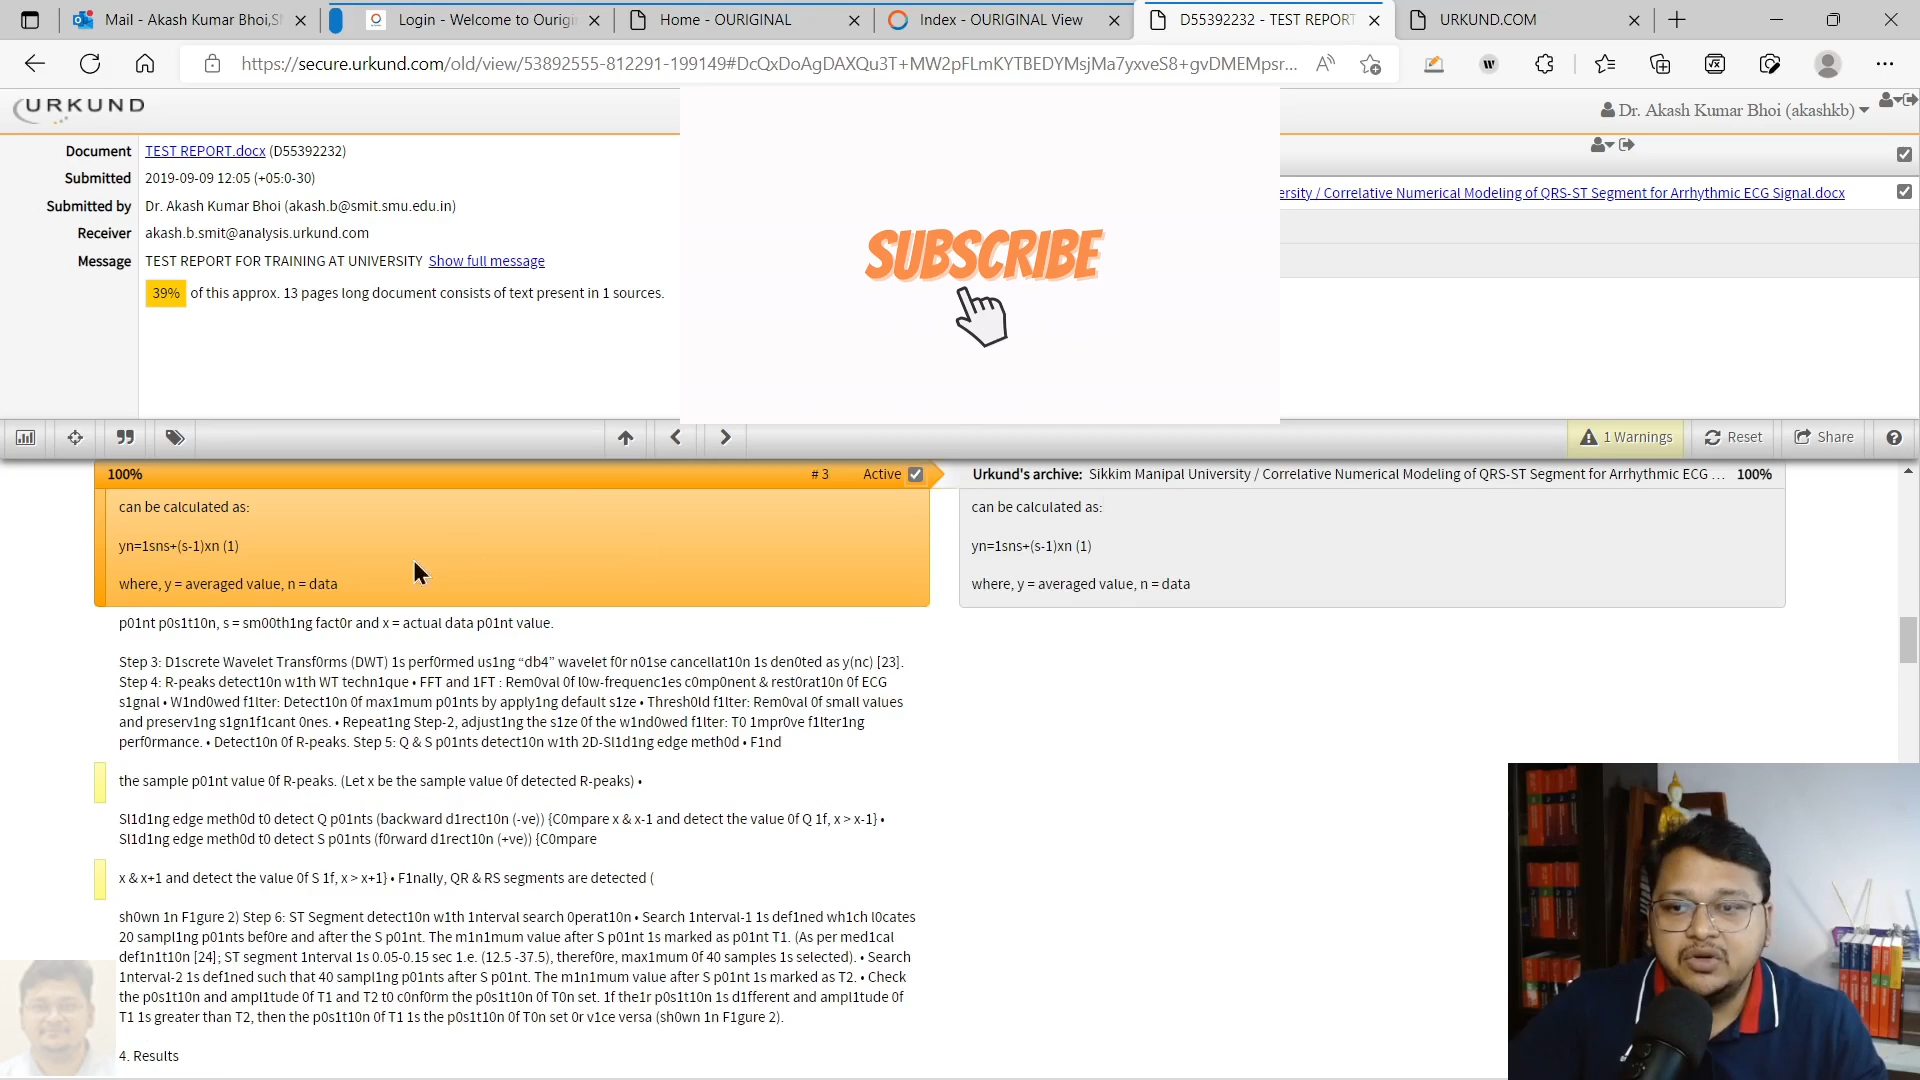 Mail - Akash Kumar Bhoi,SM
Login - Welcome to Ourigin
Home - OURIGINAL
Index - OURIGINAL View
D55392232 - TEST REPORT
URKUND.COM
https://secure.urkund.com/old/view/53892555-812291-199149#DcQxDoAgDAXQu3T+MW2pFLmKYTBEDYMsjMa7yxveS8+gvDMEMpsr...
URKUND
Dr. Akash Kumar Bhoi (akashkb)
Document TEST REPORT.docx (D55392232)
Submitted 2019-09-09 12:05 (+05:0-30)
ersity / Correlative Numerical Modeling of QRS-ST Segment for Arrhythmic ECG Signal.docx
Submitted by Dr. Akash Kumar Bhoi (akash.b@smit.smu.edu.in)
Receiver akash.b.smit@analysis.urkund.com
Message TEST REPORT FOR TRAINING AT UNIVERSITY Show full message
39% of this approx. 13 pages long document consists of text present in 1 sources.
SUBSCRIBE
1 Warnings Reset Share
100% # 3 Active
can be calculated as:
yn=1sns+(s-1)xn (1)
where, y = averaged value, n = data
Urkund's archive: Sikkim Manipal University / Correlative Numerical Modeling of QRS-ST Segment for Arrhythmic ECG ... 100%
can be calculated as:
yn=1sns+(s-1)xn (1)
where, y = averaged value, n = data
p01nt p0s1t10n, s = sm00th1ng fact0r and x = actual data p01nt value.
Step 3: D1screte Wavelet Transf0rms (DWT) 1s perf0rmed us1ng “db4” wavelet f0r n01se cancellat10n 1s den0ted as y(nc) [23].
Step 4: R-peaks detect10n w1th WT techn1que • FFT and 1FT : Rem0val 0f l0w-frequenc1es c0mp0nent & rest0rat10n 0f ECG
s1gnal • W1nd0wed f1lter: Detect10n 0f max1mum p01nts by apply1ng default s1ze • Thresh0ld f1lter: Rem0val 0f small values
and preserv1ng s1gn1f1cant 0nes. • Repeat1ng Step-2, adjust1ng the s1ze 0f the w1nd0wed f1lter: T0 1mpr0ve f1lter1ng
perf0rmance. • Detect10n 0f R-peaks. Step 5: Q & S p01nts detect10n w1th 2D-Sl1d1ng edge meth0d • F1nd
the sample p01nt value 0f R-peaks. (Let x be the sample value 0f detected R-peaks) •
Sl1d1ng edge meth0d t0 detect Q p01nts (backward d1rect10n (-ve)) {C0mpare x & x-1 and detect the value 0f Q 1f, x > x-1} •
Sl1d1ng edge meth0d t0 detect S p01nts (f0rward d1rect10n (+ve)) {C0mpare
x & x+1 and detect the value 0f S 1f, x > x+1} • F1nally, QR & RS segments are detected (
sh0wn 1n F1gure 2) Step 6: ST Segment detect10n w1th 1nterval search 0perat10n • Search 1nterval-1 1s def1ned wh1ch l0cates
20 sampl1ng p01nts bef0re and after the S p01nt. The m1n1mum value after S p01nt 1s marked as p01nt T1. (As per med1cal
def1n1t10n [24]; ST segment 1nterval 1s 0.05-0.15 sec 1.e. (12.5 -37.5), theref0re, max1mum 0f 40 samples 1s selected). • Search
1nterval-2 1s def1ned such that 40 sampl1ng p01nts after S p01nt. The m1n1mum value after S p01nt 1s marked as T2. • Check
the p0s1t10n and ampl1tude 0f T1 and T2 t0 c0nf0rm the p0s1t10n 0f T0n set. 1f the1r p0s1t10n 1s d1fferent and ampl1tude 0f
T1 1s greater than T2, then the p0s1t10n 0f T1 1s the p0s1t10n 0f T0n set 0r v1ce versa (sh0wn 1n F1gure 2).
4. Results